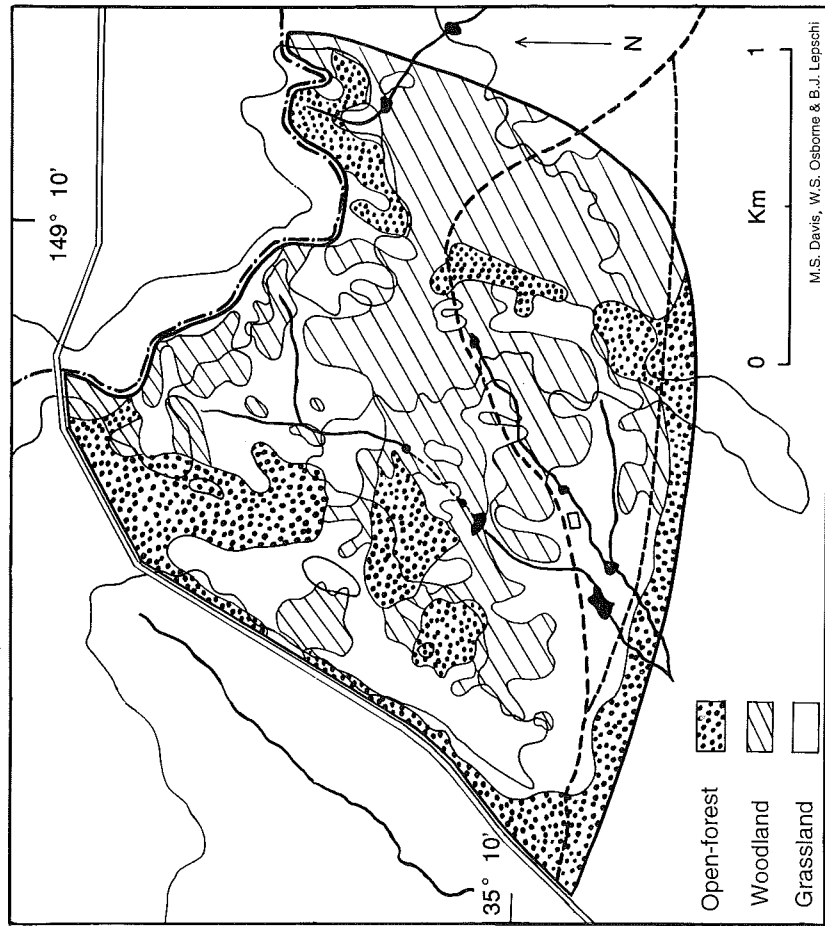 149° 10'
35° 10'
N
0 Km 1
Open-forest
Woodland
Grassland
M.S. Davis, W.S. Osborne & B.J. Lepschi